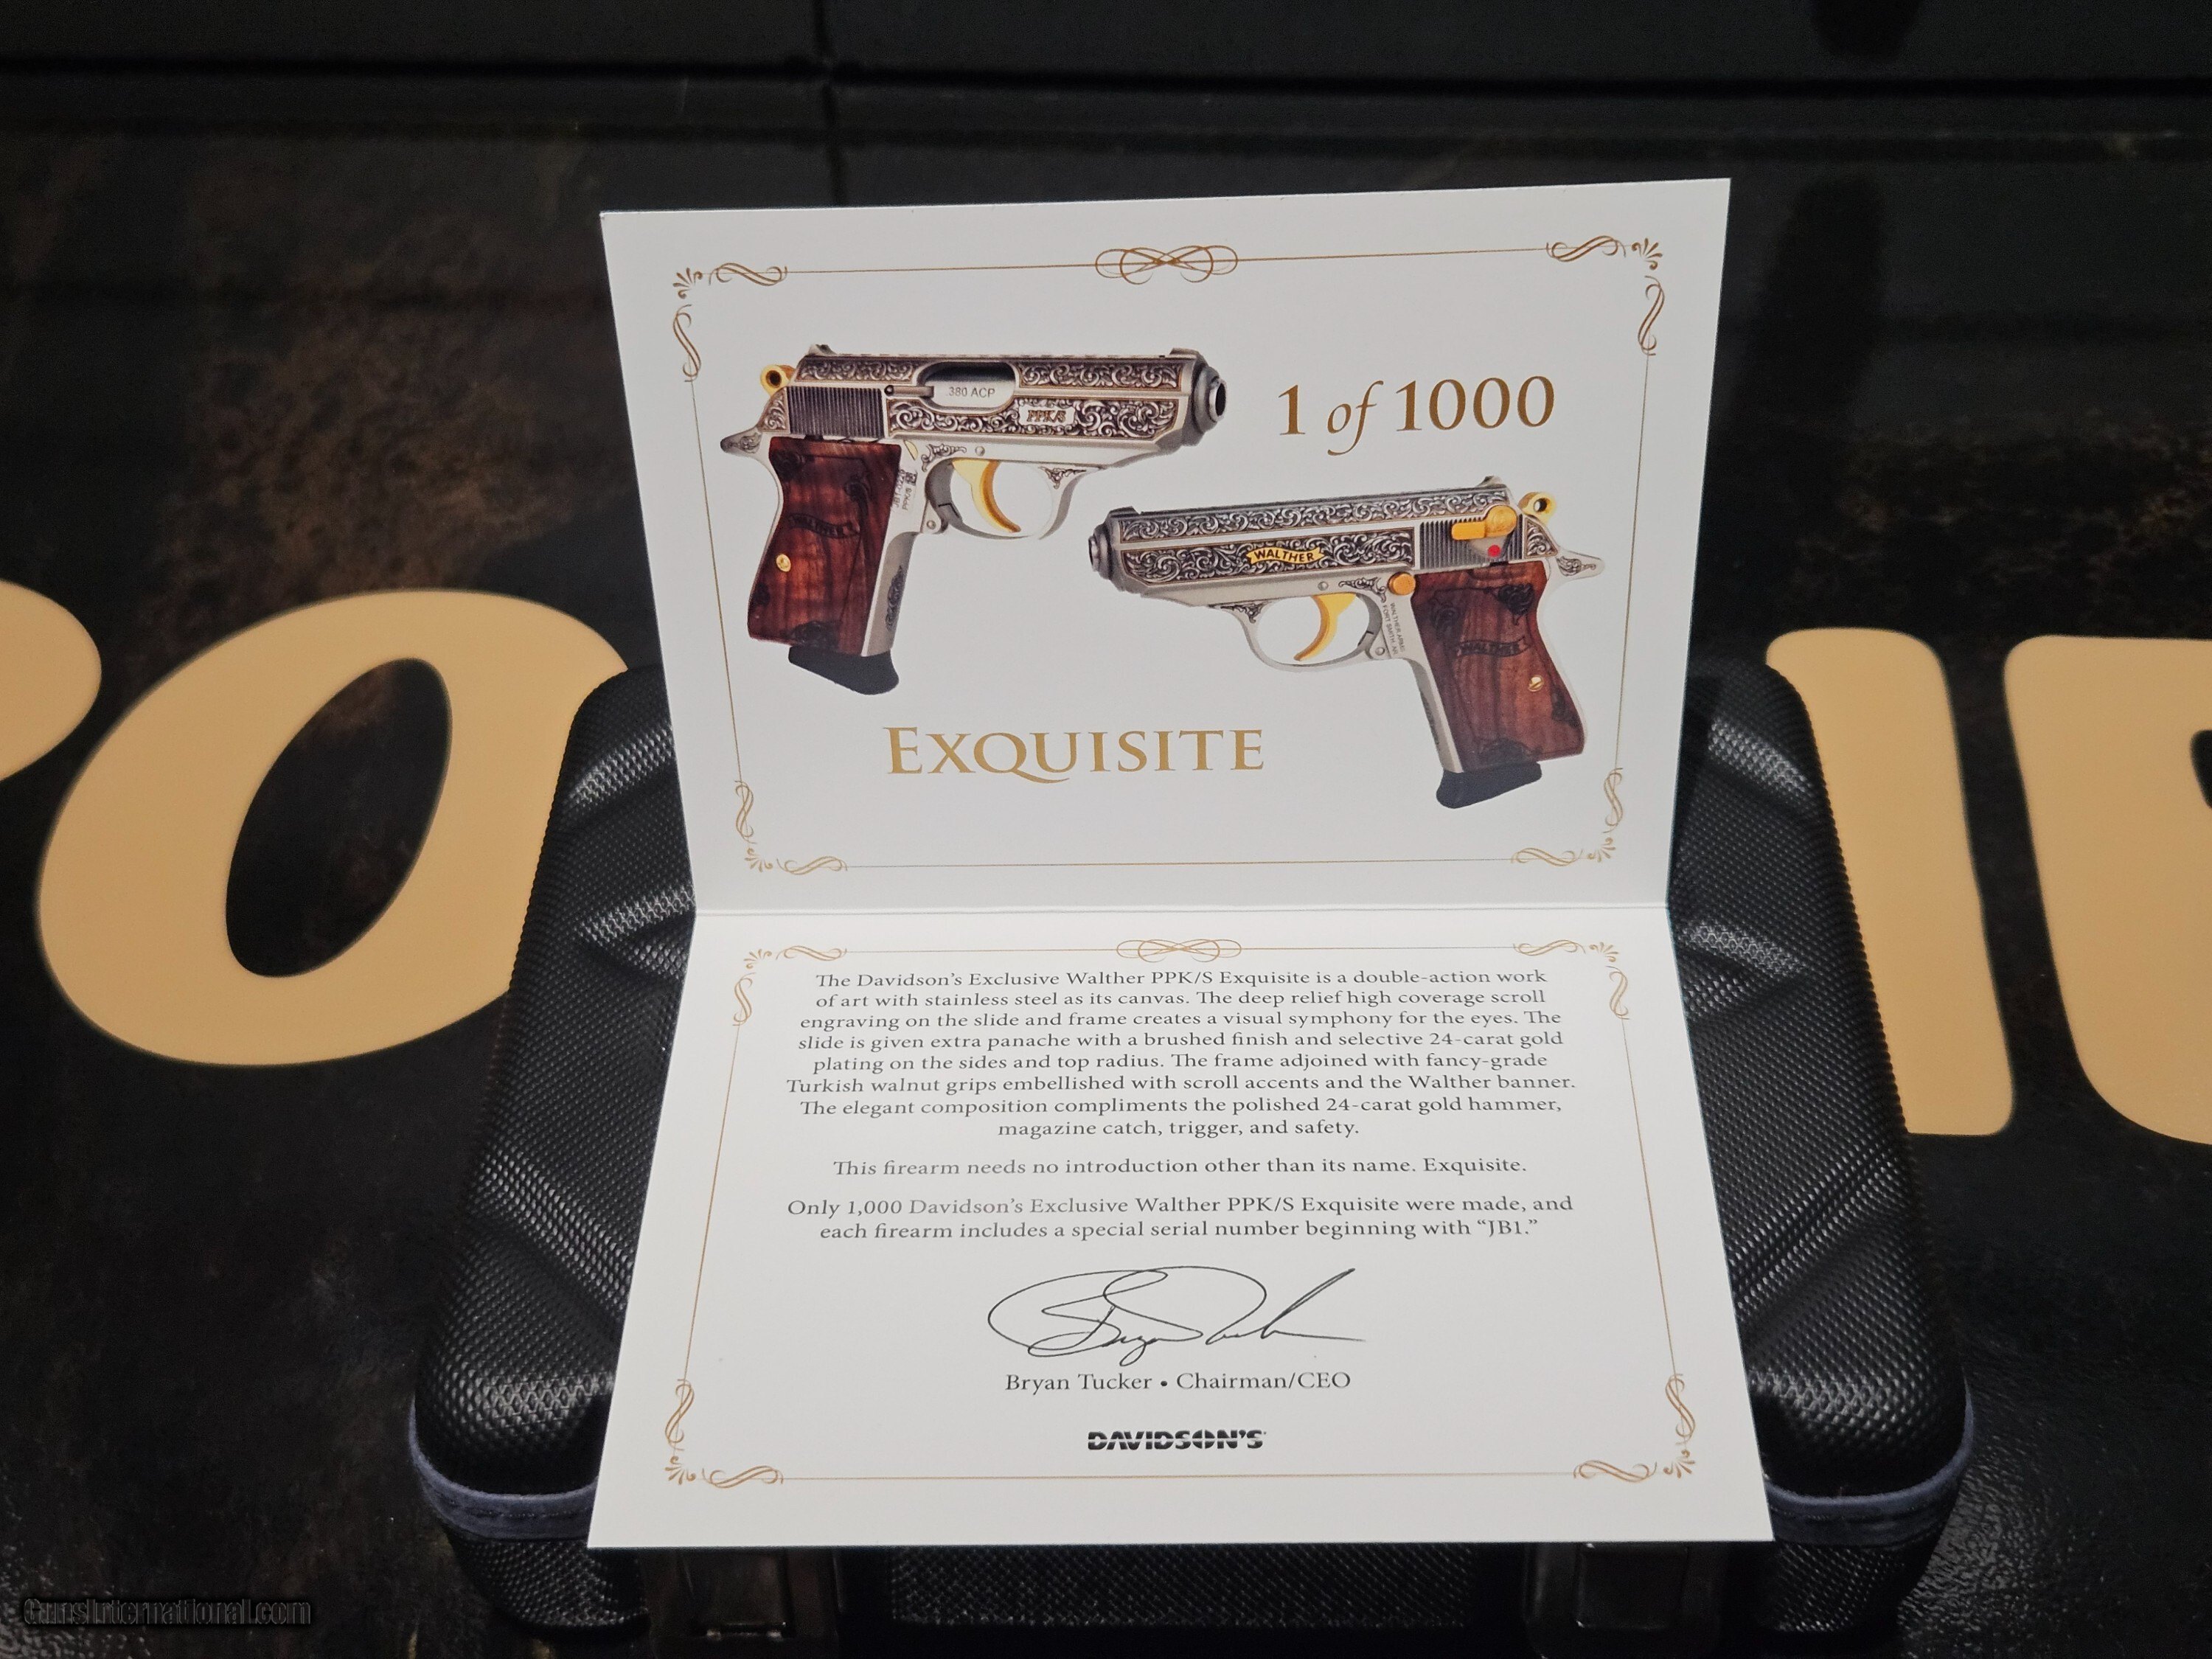 1 of 1000
.380 ACP
PPK/S
WALTHER
WALTHER
WALTHER
EXQUISITE
The Davidson's Exclusive Walther PPK/S Exquisite is a double-action work
of art with stainless steel as its canvas. The deep relief high coverage scroll
engraving on the slide and frame creates a visual symphony for the eyes. The
slide is given extra panache with a brushed finish and selective 24-carat gold
plating on the sides and top radius. The frame adjoined with fancy-grade
Turkish walnut grips embellished with scroll accents and the Walther banner.
The elegant composition compliments the polished 24-carat gold hammer,
magazine catch, trigger, and safety.
This firearm needs no introduction other than its name. Exquisite.
Only 1,000 Davidson's Exclusive Walther PPK/S Exquisite were made, and
each firearm includes a special serial number beginning with “JB1.”
Bryan Tucker • Chairman/CEO
DAVIDSON'S
GunsInternational.com